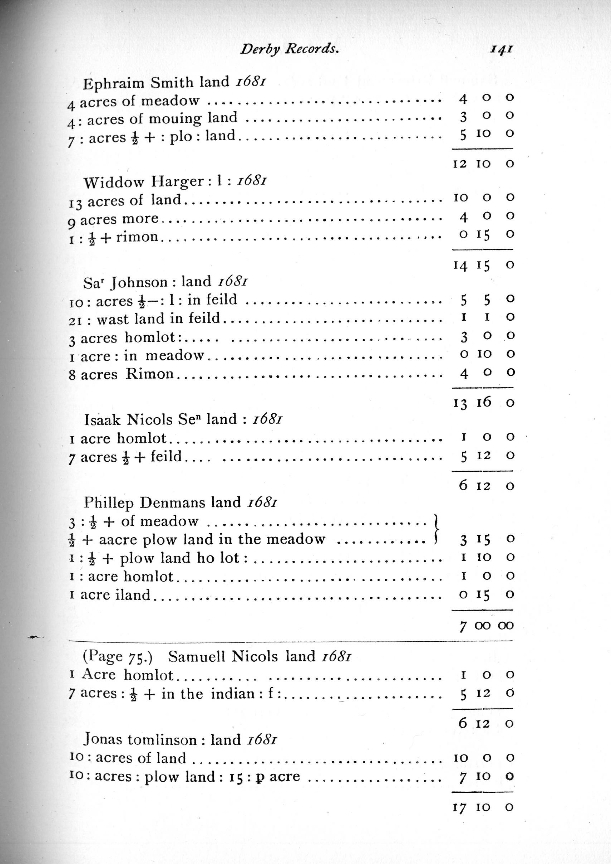 Derby Records. 141
Ephraim Smith land 1681
4 acres of meadow ................................ 4 0 0
4: acres of mouing land .......................... 3 0 0
7 : acres ½ + : plo : land........................... 5 10 0
12 10 0
Widdow Harger : l : 1681
13 acres of land.................................. 10 0 0
9 acres more..................................... 4 0 0
1 : ½ + rimon..................................... 0 15 0
14 15 0
Saʳ Johnson : land 1681
10 : acres ½—: l : in feild .......................... 5 5 0
21 : wast land in feild............................. 1 1 0
3 acres homlot:..... ............................ 3 0 0
1 acre : in meadow............................... 0 10 0
8 acres Rimon................................... 4 0 0
13 16 0
Isaak Nicols Seⁿ land : 1681
1 acre homlot.................................... 1 0 0
7 acres ½ + feild.... ............................. 5 12 0
6 12 0
Phillep Denmans land 1681
3 : ½ + of meadow ............................. }
½ + aacre plow land in the meadow ............ } 3 15 0
1 : ½ + plow land ho lot : ......................... 1 10 0
1 : acre homlot................................... 1 0 0
1 acre iland...................................... 0 15 0
7 00 00
(Page 75.) Samuell Nicols land 1681
1 Acre homlot........... ....................... 1 0 0
7 acres : ½ + in the indian : f :..................... 5 12 0
6 12 0
Jonas tomlinson : land 1681
10 : acres of land ................................. 10 0 0
10 : acres : plow land : 15 : p acre .................. 7 10 0
17 10 0